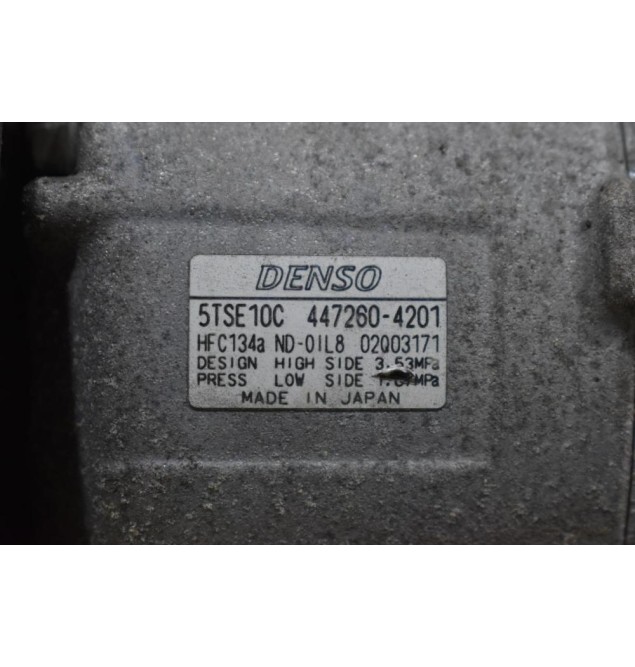 DENSO
5TSE10C 447260-4201
HFC134a ND-OIL8 02Q03171
DESIGN HIGH SIDE 3.53MPa
PRESS LOW SIDE
MADE IN JAPAN